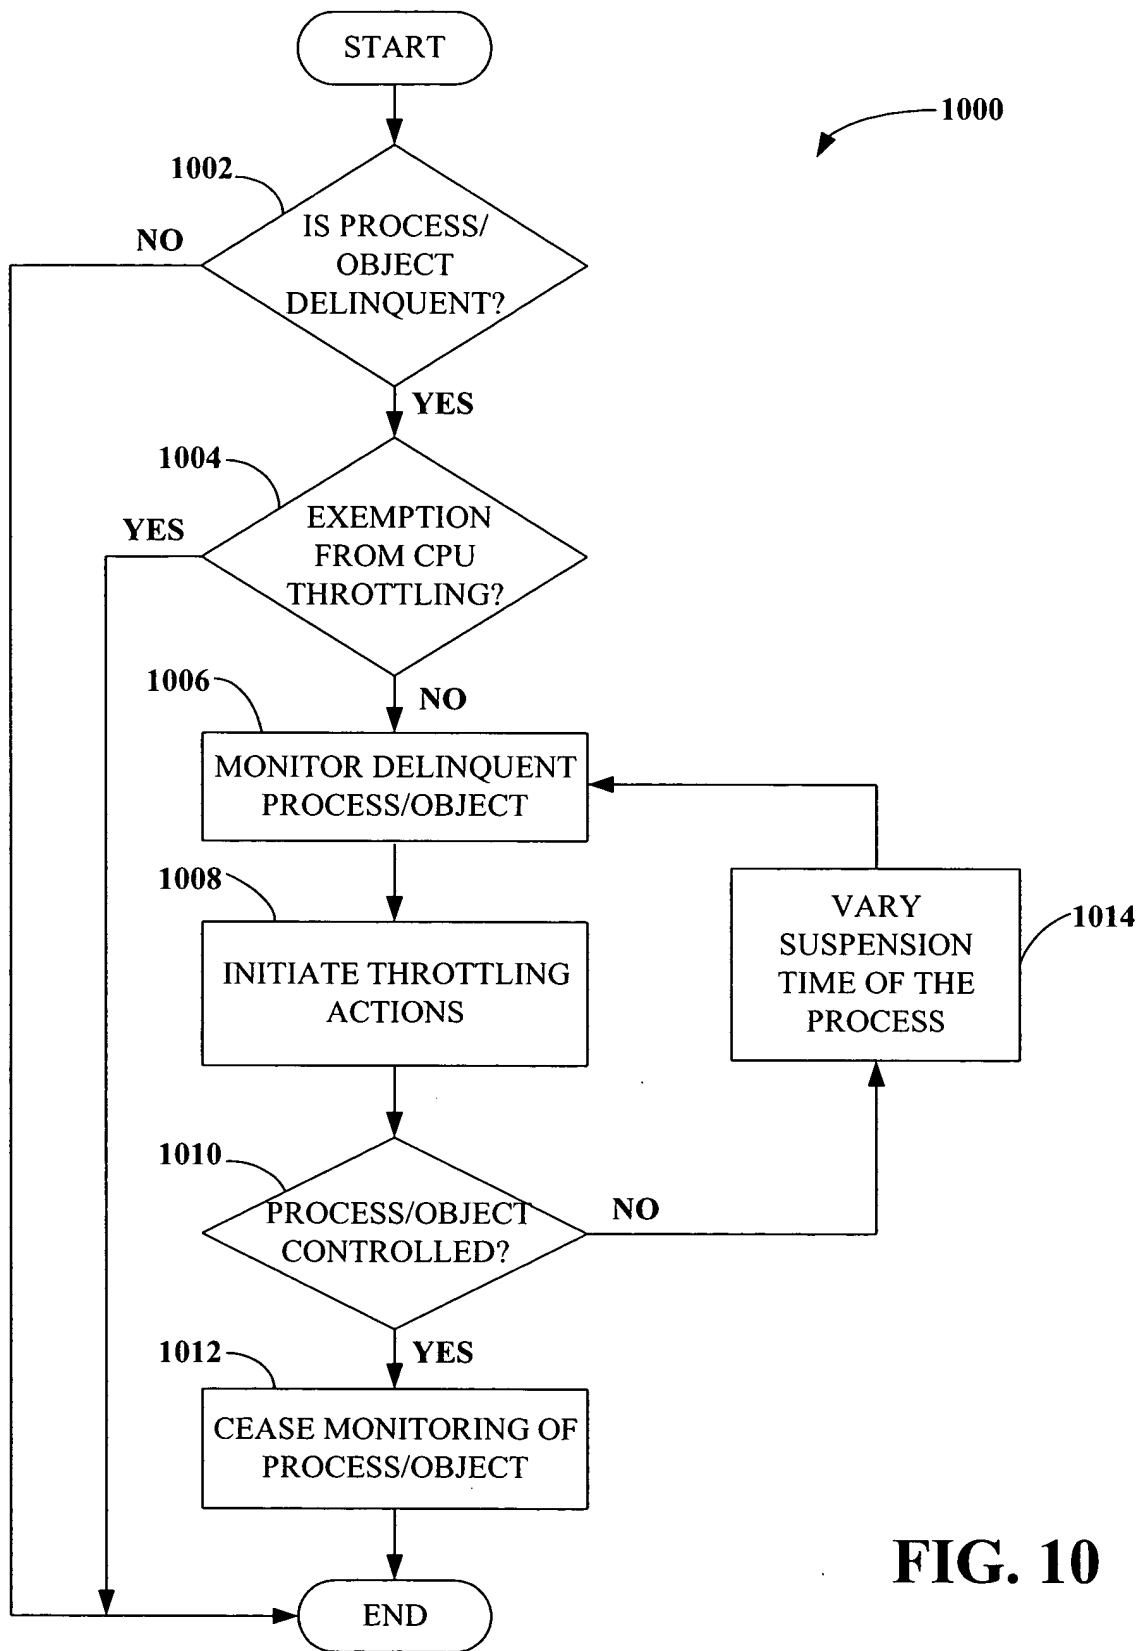 START
1000
1002
IS PROCESS/
OBJECT
DELINQUENT?
NO
YES
1004
EXEMPTION
FROM CPU
THROTTLING?
YES
NO
1006
MONITOR DELINQUENT
PROCESS/OBJECT
1008
INITIATE THROTTLING
ACTIONS
VARY
SUSPENSION
TIME OF THE
PROCESS
1014
1010
PROCESS/OBJECT
CONTROLLED?
NO
YES
1012
CEASE MONITORING OF
PROCESS/OBJECT
END
FIG. 10